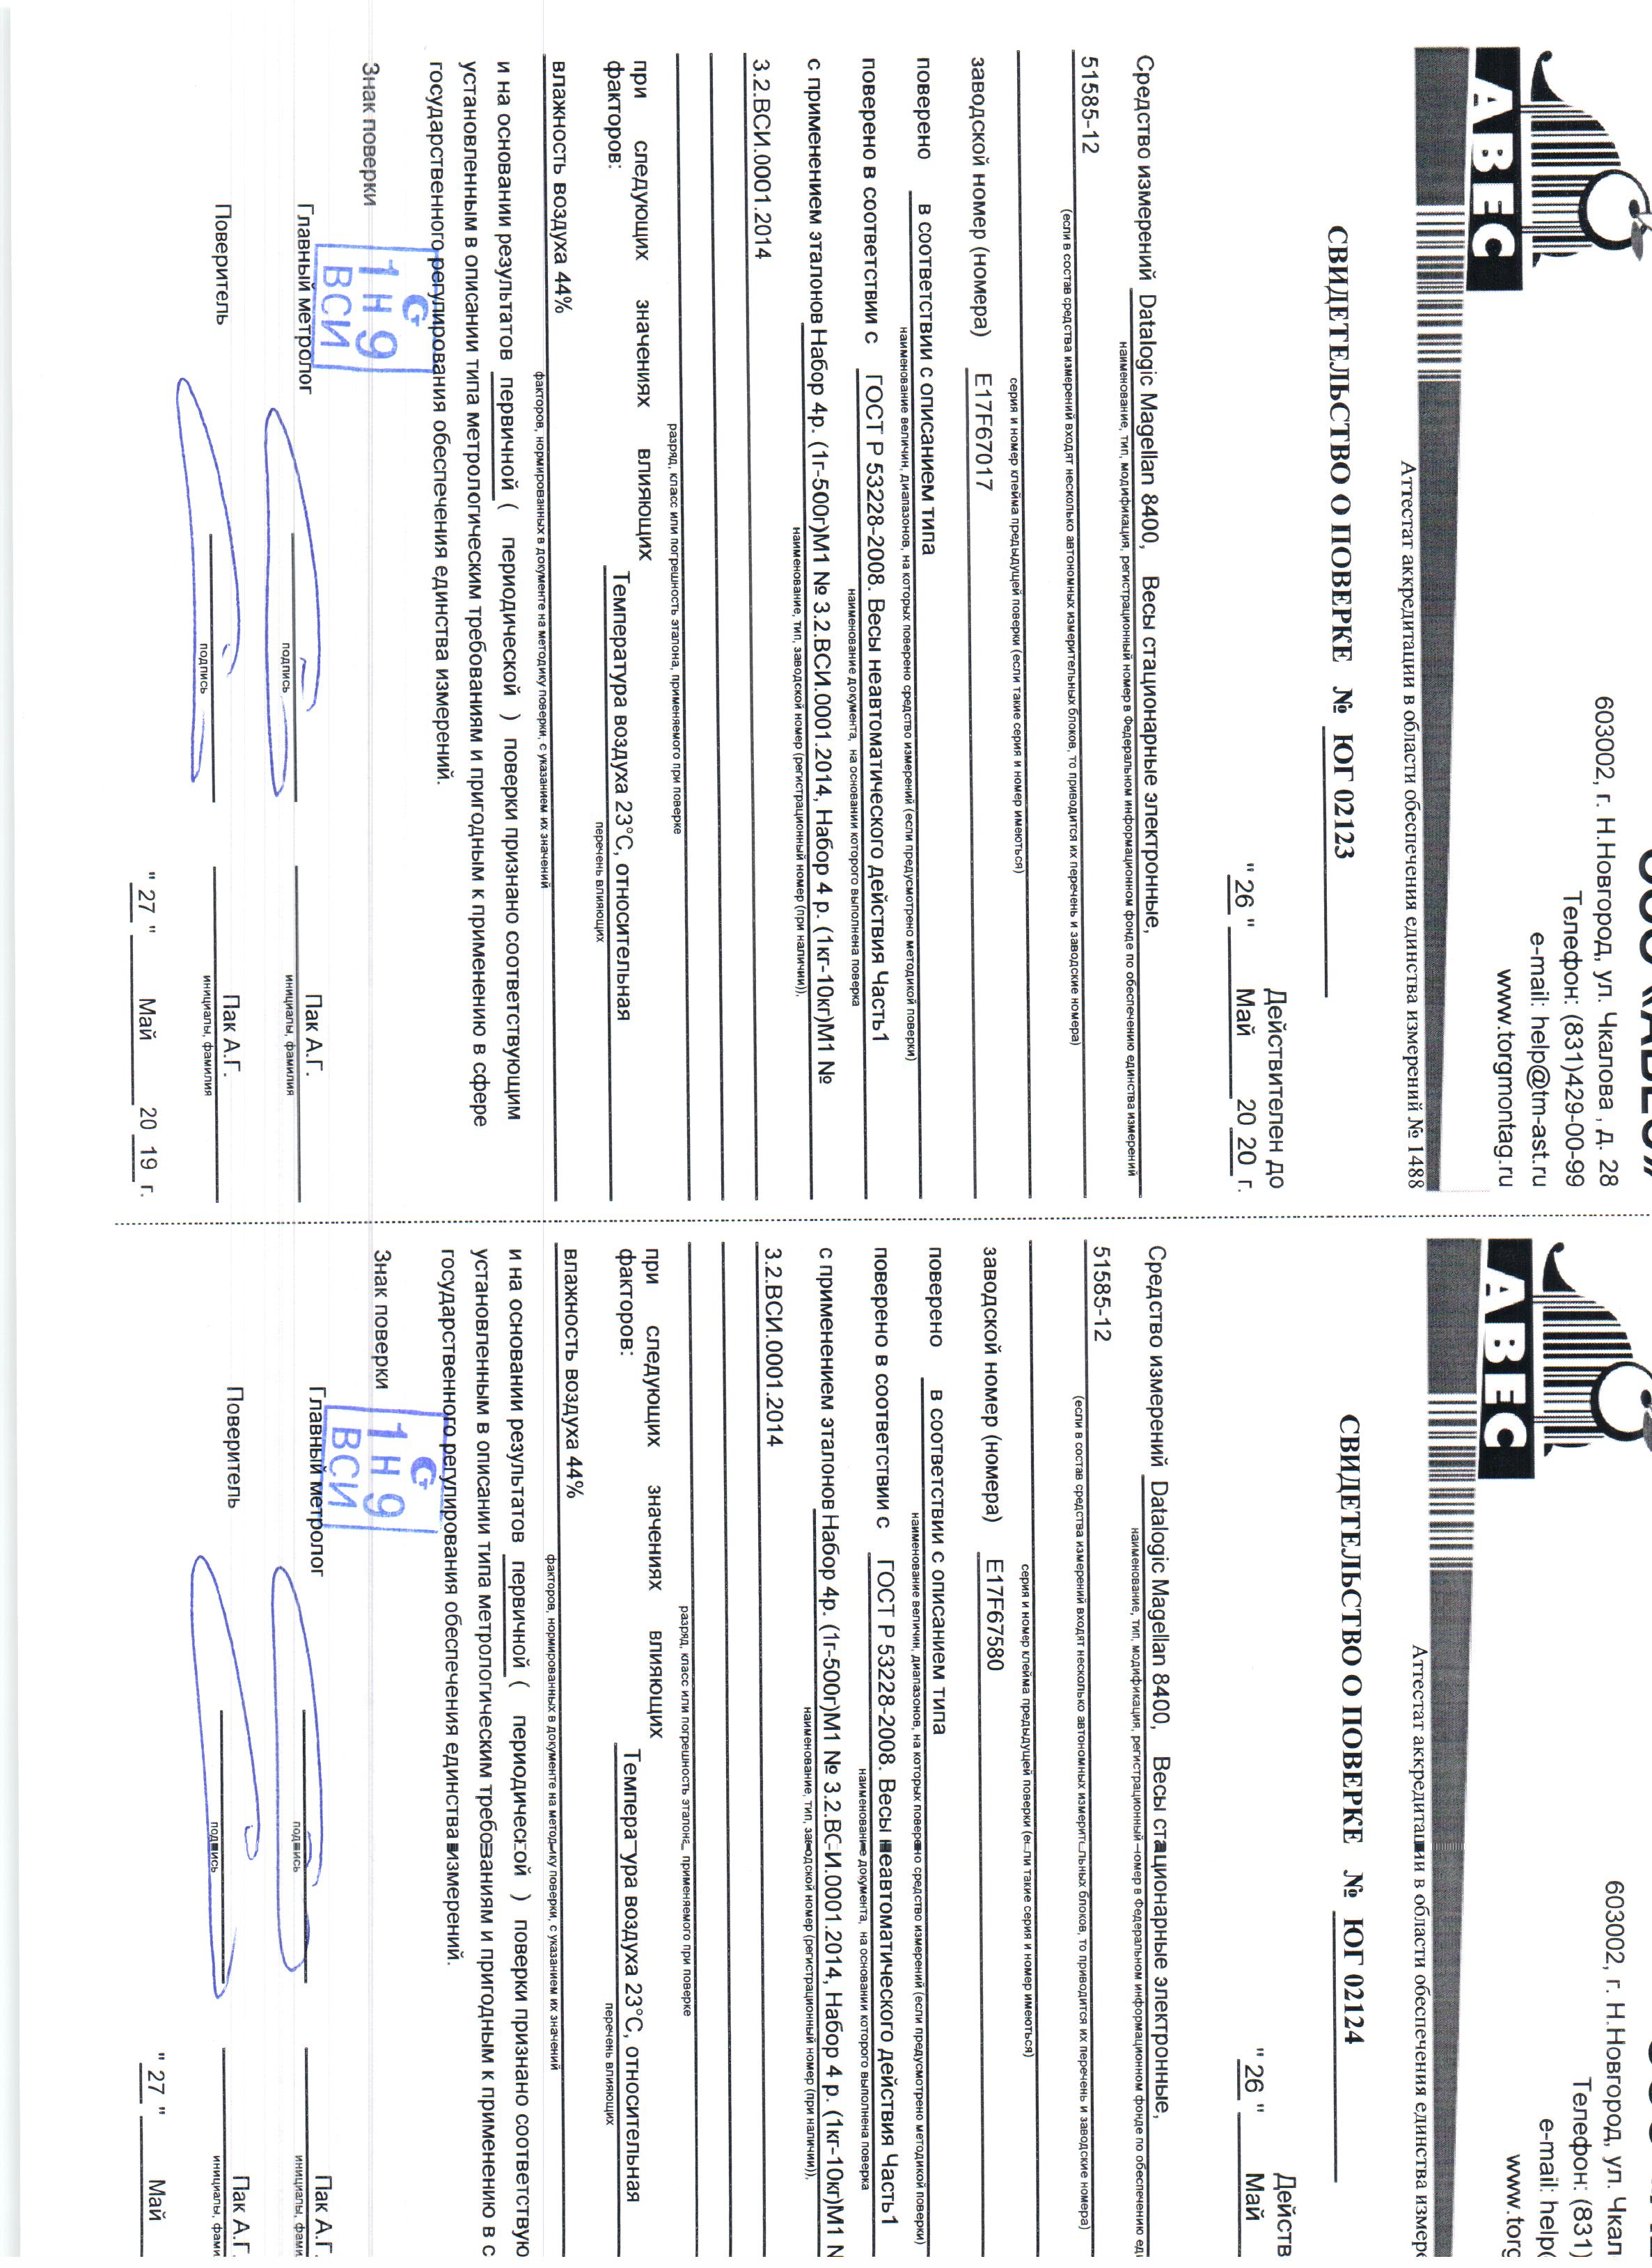 АВЕС
603002, г. Н.Новгород, ул. Чкалова , д. 28
Телефон: (831)429-00-99
e-mail: help@tm-ast.ru
www.torgmontag.ru
Аттестат аккредитации в области обеспечения единства измерений № 1488
СВИДЕТЕЛЬСТВО О ПОВЕРКЕ № ЮГ 02123
Действителен до
" 26 " Май 20 20 г.
Средство измерений Datalogic Magellan 8400, Весы стационарные электронные,
наименование, тип, модификация, регистрационный номер в Федеральном информационном фонде по обеспечению единства измерений
51585-12
(если в состав средства измерений входят несколько автономных измерительных блоков, то приводится их перечень и заводские номера)
серия и номер клейма предыдущей поверки (если такие серия и номер имеються)
заводской номер (номера) E17F67017
поверено в соответствии с описанием типа
наименование величин, диапазонов, на которых поверено средство измерений (если предусмотрено методикой поверки)
поверено в соответствии с ГОСТ Р 53228-2008. Весы неавтоматического действия Часть1
наименование документа, на основании которого выполнена поверка
с применением эталонов Набор 4р. (1г-500г)М1 № 3.2.ВСИ.0001.2014, Набор 4 р. (1кг-10кг)М1 №
наименование, тип, заводской номер (регистрационный номер (при наличии)),
3.2.ВСИ.0001.2014
разряд, класс или погрешность эталона, применяемого при поверке
при следующих значениях влияющих
факторов: Температура воздуха 23°С, относительная
перечень влияющих
влажность воздуха 44%
факторов, нормированных в документе на методику поверки, с указанием их значений
и на основании результатов первичной ( периодической ) поверки признано соответствующим
установленным в описании типа метрологическим требованиям и пригодным к применению в сфере
государственного регулирования обеспечения единства измерений.
Знак поверки
G
1 Н 9
ВСИ
Главный метролог Пак А.Г.
подпись инициалы, фамилия
Поверитель Пак А.Г.
подпись инициалы, фамилия
" 27 " Май 20 19 г.
АВЕС
603002, г. Н.Новгород, ул. Чкал
Телефон: (831)
e-mail: help(
www.torg
Аттестат аккредитации в области обеспечения единства измере
СВИДЕТЕЛЬСТВО О ПОВЕРКЕ № ЮГ 02124
Действ
" 26 " Май
Средство измерений Datalogic Magellan 8400, Весы стационарные электронные,
наименование, тип, модификация, регистрационный номер в Федеральном информационном фонде по обеспечению еди
51585-12
(если в состав средства измерений входят несколько автономных измерительных блоков, то приводится их перечень и заводские номера)
серия и номер клейма предыдущей поверки (если такие серия и номер имеються)
заводской номер (номера) E17F67580
поверено в соответствии с описанием типа
наименование величин, диапазонов, на которых поверено средство измерений (если предусмотрено методикой поверки)
поверено в соответствии с ГОСТ Р 53228-2008. Весы неавтоматического действия Часть1
наименование документа, на основании которого выполнена поверка
с применением эталонов Набор 4р. (1г-500г)М1 № 3.2.ВСИ.0001.2014, Набор 4 р. (1кг-10кг)М1 N
наименование, тип, заводской номер (регистрационный номер (при наличии)),
3.2.ВСИ.0001.2014
разряд, класс или погрешность эталона, применяемого при поверке
при следующих значениях влияющих
факторов: Температура воздуха 23°С, относительная
перечень влияющих
влажность воздуха 44%
факторов, нормированных в документе на методику поверки, с указанием их значений
и на основании результатов первичной ( периодической ) поверки признано соответствую
установленным в описании типа метрологическим требованиям и пригодным к применению в с
государственного регулирования обеспечения единства измерений.
Знак поверки
G
1 Н 9
ВСИ
Главный метролог Пак А.Г.
подпись инициалы, фами
Поверитель Пак А.Г.
подпись инициалы, фами
" 27 " Май